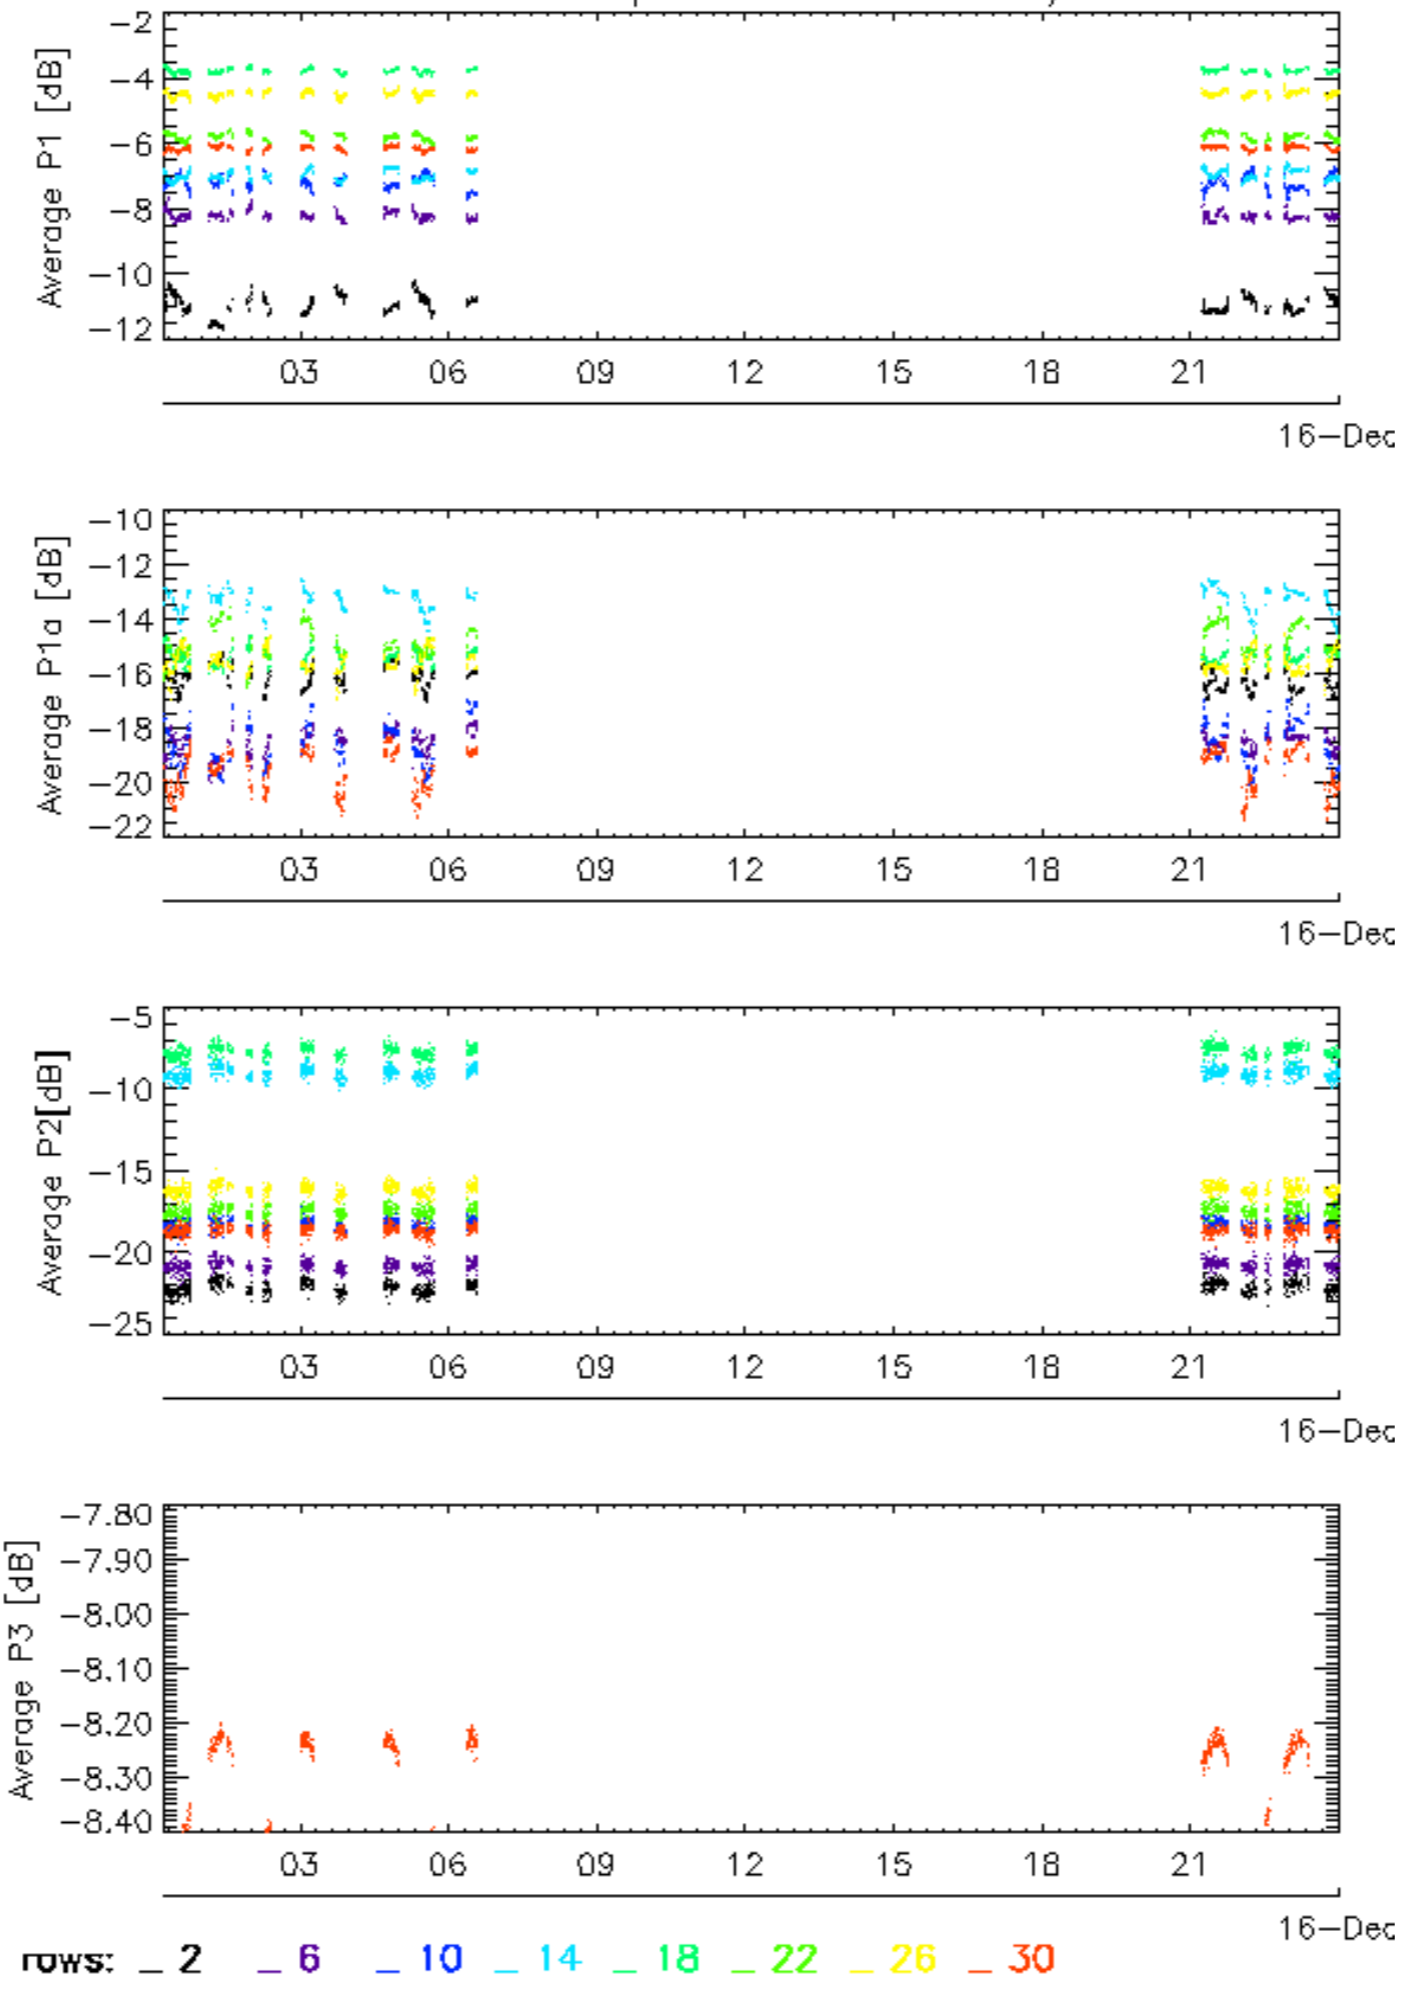 Average P1 [dB]
−2
−4
−6
−8
−10
−12
03 06 09 12 15 18 21
16−Dec
Average P1a [dB]
−10
−12
−14
−16
−18
−20
−22
03 06 09 12 15 18 21
16−Dec
Average P2[dB]
−5
−10
−15
−20
−25
03 06 09 12 15 18 21
16−Dec
Average P3 [dB]
−7.80
−7.90
−8.00
−8.10
−8.20
−8.30
−8.40
03 06 09 12 15 18 21
16−Dec
rows: _ 2 _ 6 _ 10 _ 14 _ 18 _ 22 _ 26 _ 30